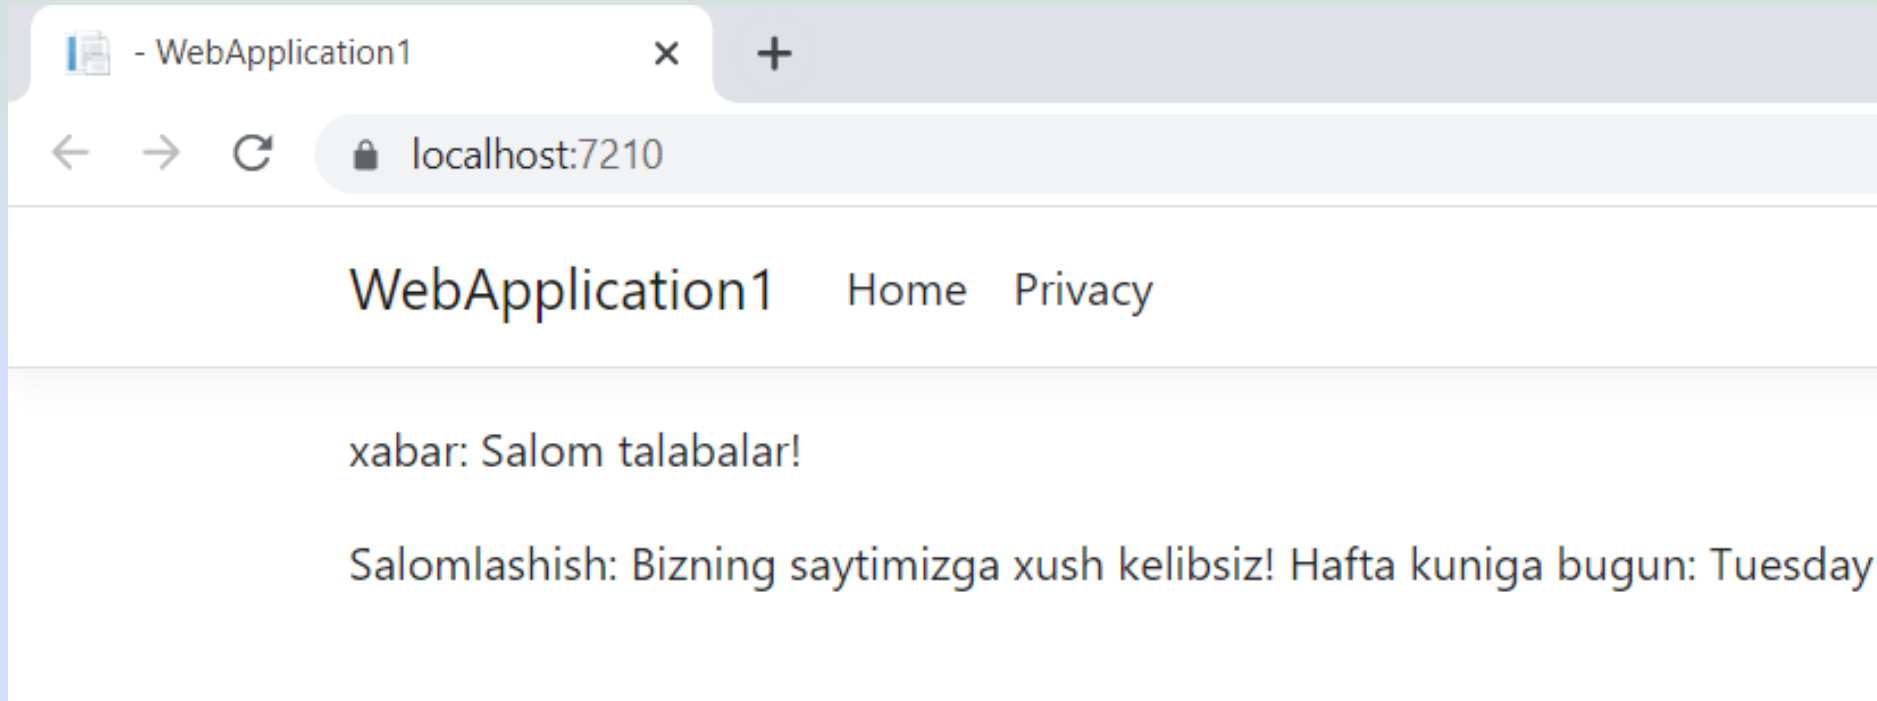 - WebApplication1
localhost:7210
WebApplication1 Home Privacy
xabar: Salom talabalar!
Salomlashish: Bizning saytimizga xush kelibsiz! Hafta kuniga bugun: Tuesday